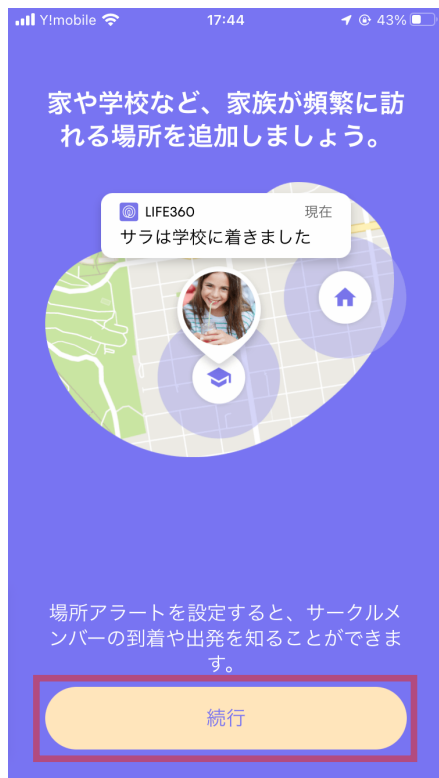 Y!mobile 17:44 43%
家や学校など、家族が頻繁に訪
れる場所を追加しましょう。
LIFE360 現在
サラは学校に着きました
場所アラートを設定すると、サークルメ
ンバーの到着や出発を知ることができま
す。
続行